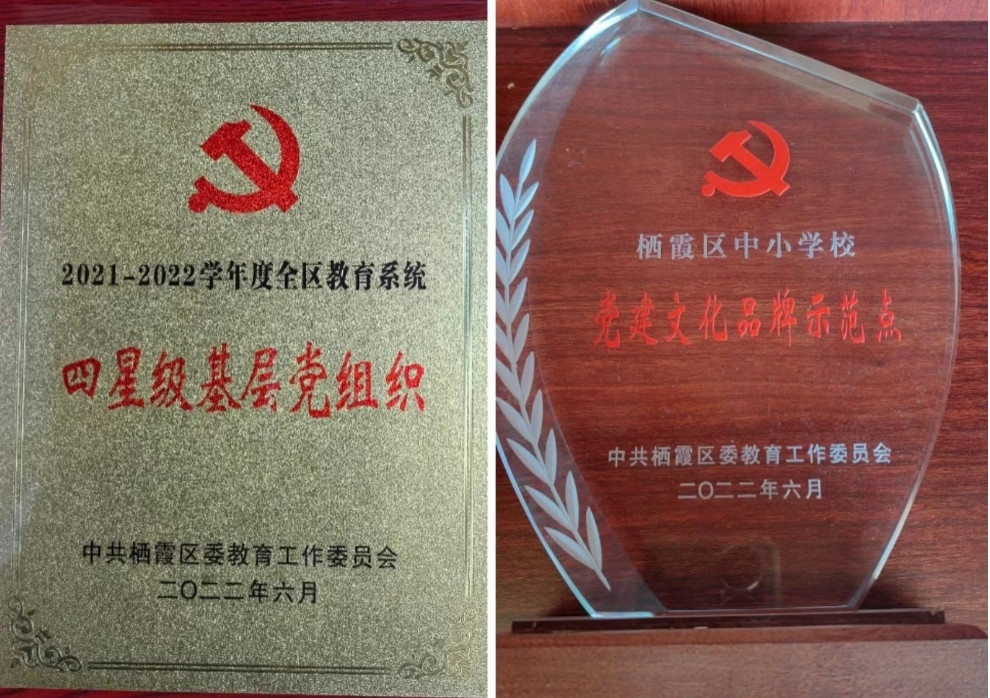 2021-2022学年度全区教育系统
四星级基层党组织
中共栖霞区委教育工作委员会
二〇二二年六月
栖霞区中小学校
党建文化品牌示范点
中共栖霞区委教育工作委员会
二〇二二年六月